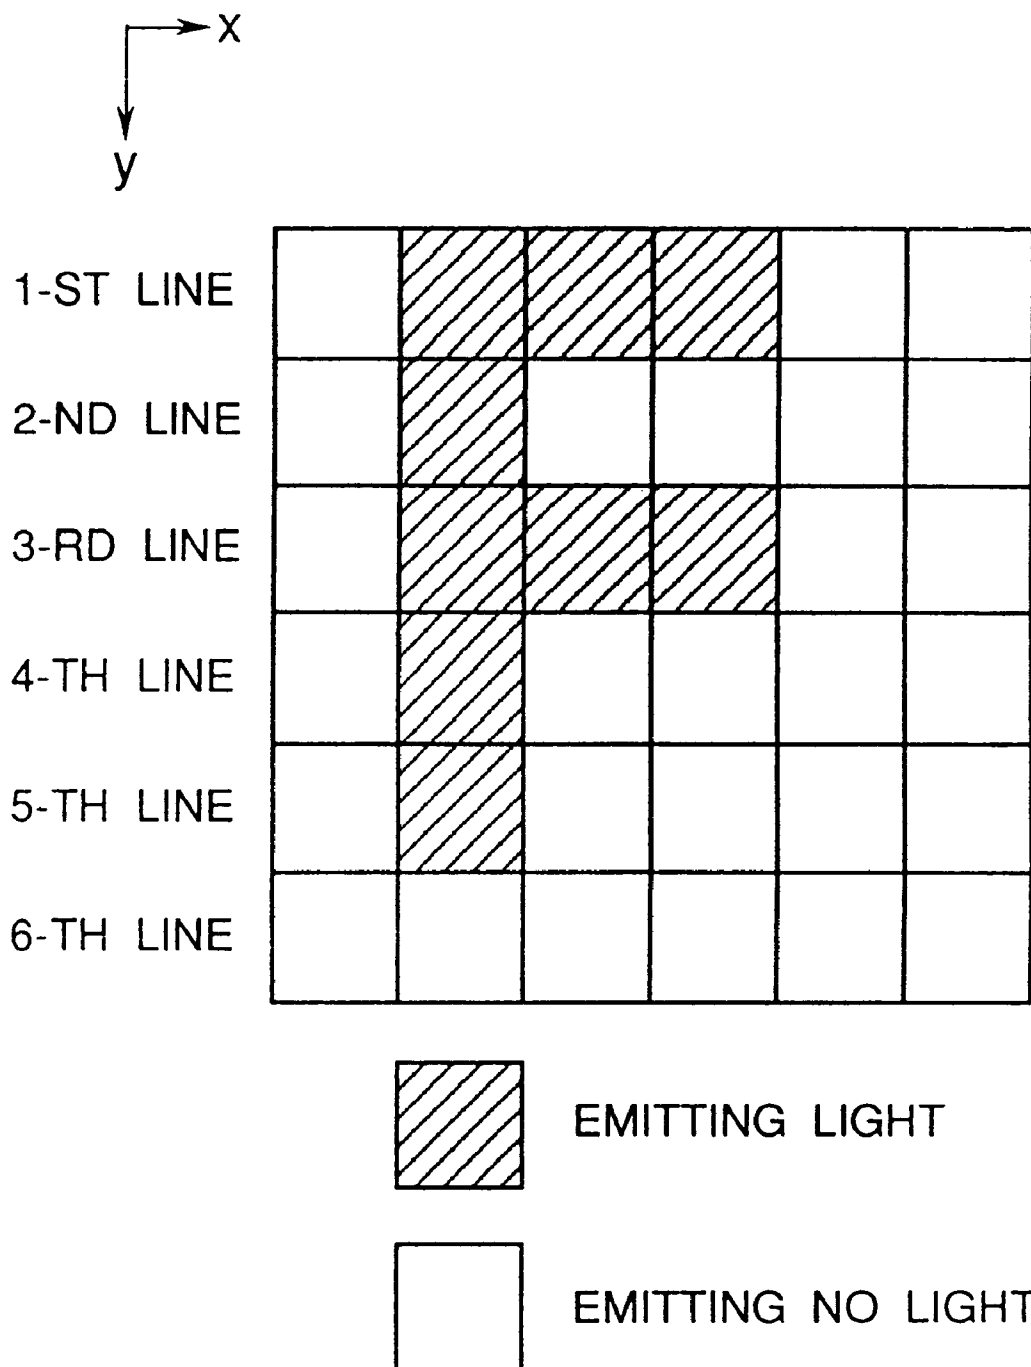 x
y
1-ST LINE
2-ND LINE
3-RD LINE
4-TH LINE
5-TH LINE
6-TH LINE
EMITTING LIGHT
EMITTING NO LIGHT